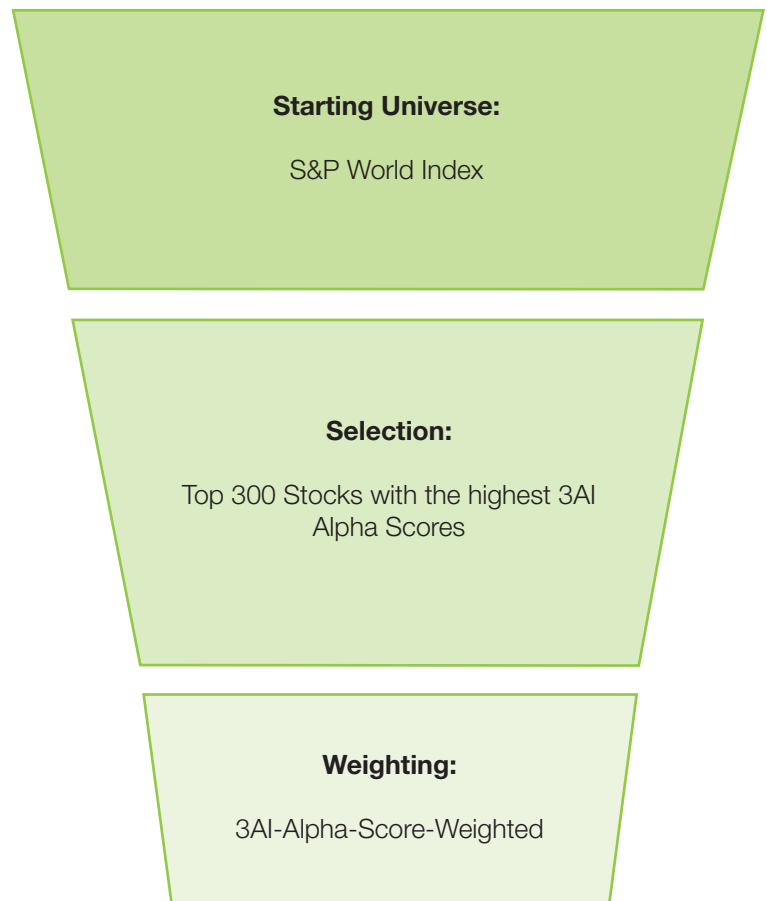 Starting Universe:
S&P World Index
Selection:
Top 300 Stocks with the highest 3AI
Alpha Scores
Weighting:
3AI-Alpha-Score-Weighted